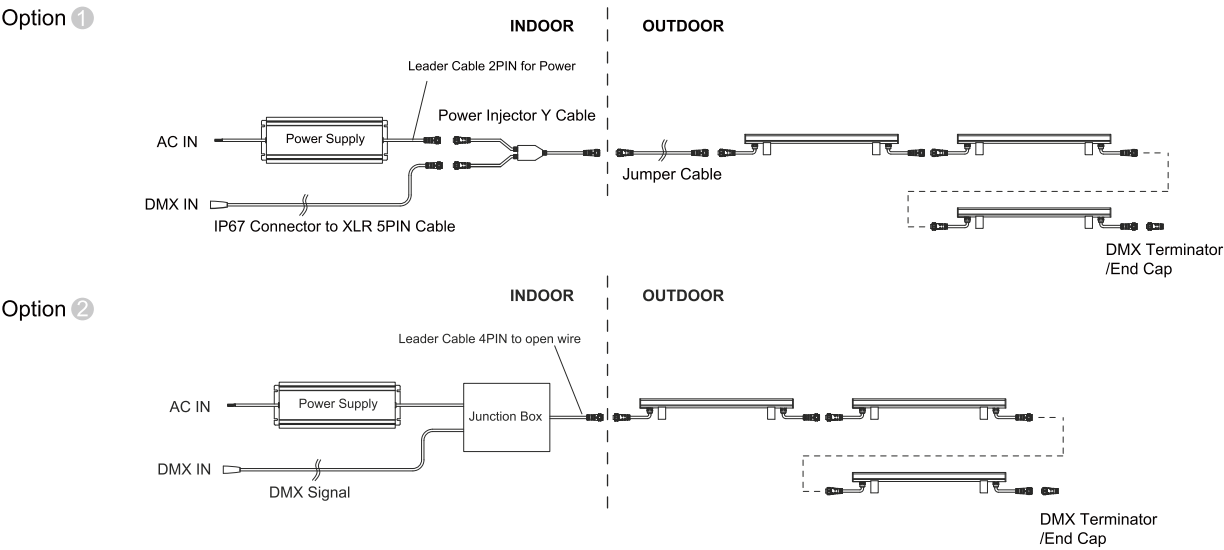 Option 1
INDOOR
OUTDOOR
Leader Cable 2PIN for Power
Power Injector Y Cable
AC IN
Power Supply
Jumper Cable
DMX IN
IP67 Connector to XLR 5PIN Cable
DMX Terminator
/End Cap
Option 2
INDOOR
OUTDOOR
Leader Cable 4PIN to open wire
AC IN
Power Supply
Junction Box
DMX IN
DMX Signal
DMX Terminator
/End Cap